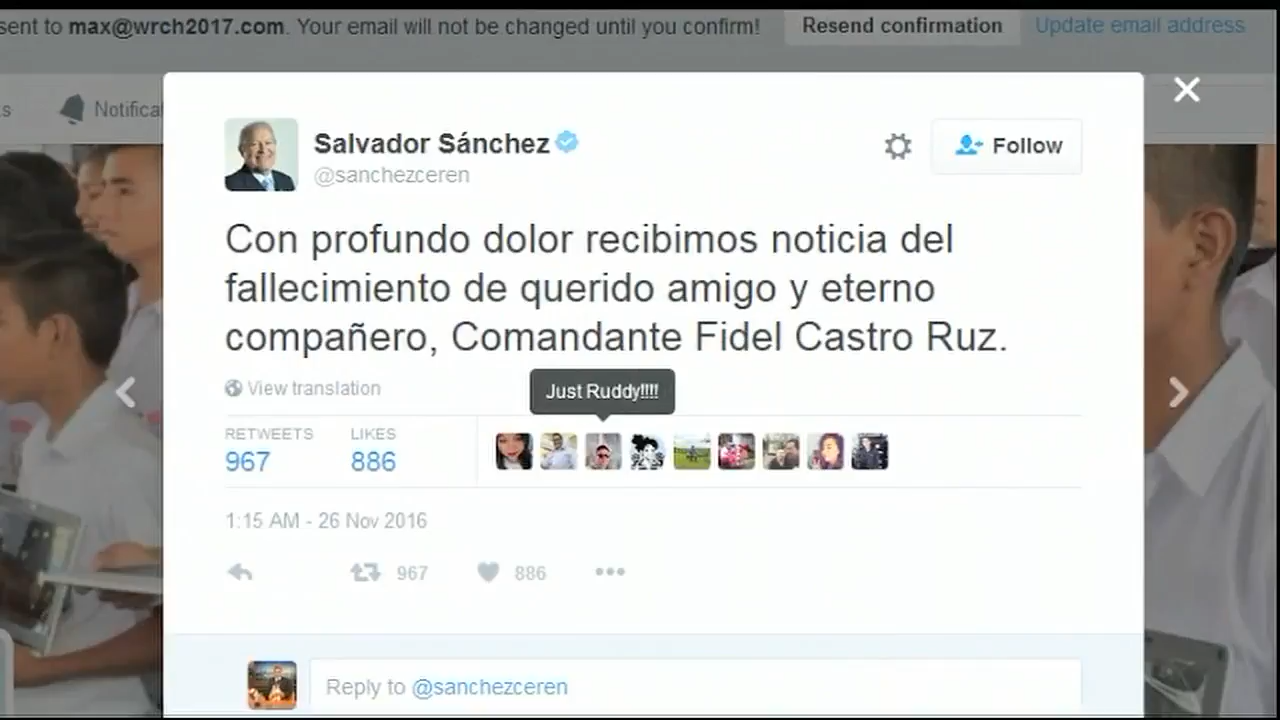 sent to max@wrch2017.com. Your email will not be changed until you confirm! Resend confirmation Update email address
Notificat
Salvador Sánchez
@sanchezceren
Follow
Con profundo dolor recibimos noticia del
fallecimiento de querido amigo y eterno
compañero, Comandante Fidel Castro Ruz.
View translation
Just Ruddy!!!!
RETWEETS LIKES
967 886
1:15 AM - 26 Nov 2016
967 886
Reply to @sanchezceren